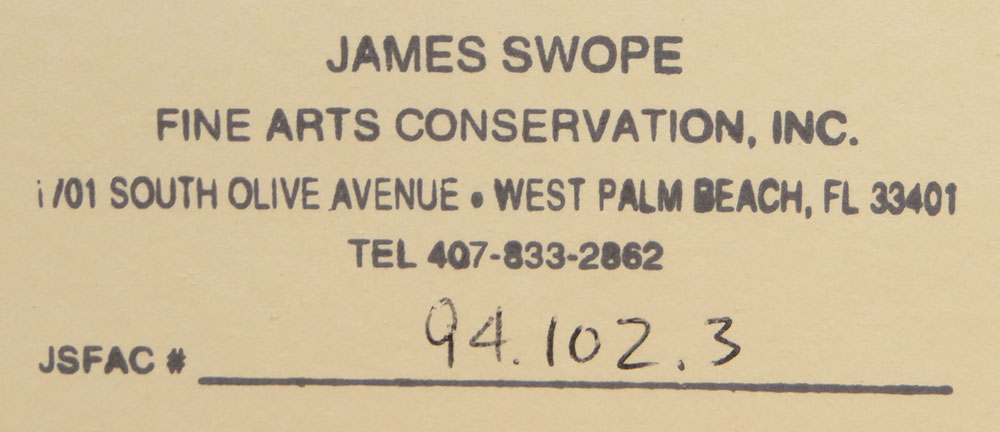 JAMES SWOPE
FINE ARTS CONSERVATION, INC.
1701 SOUTH OLIVE AVENUE • WEST PALM BEACH, FL 33401
TEL 407-833-2862
JSFAC # 94.102.3